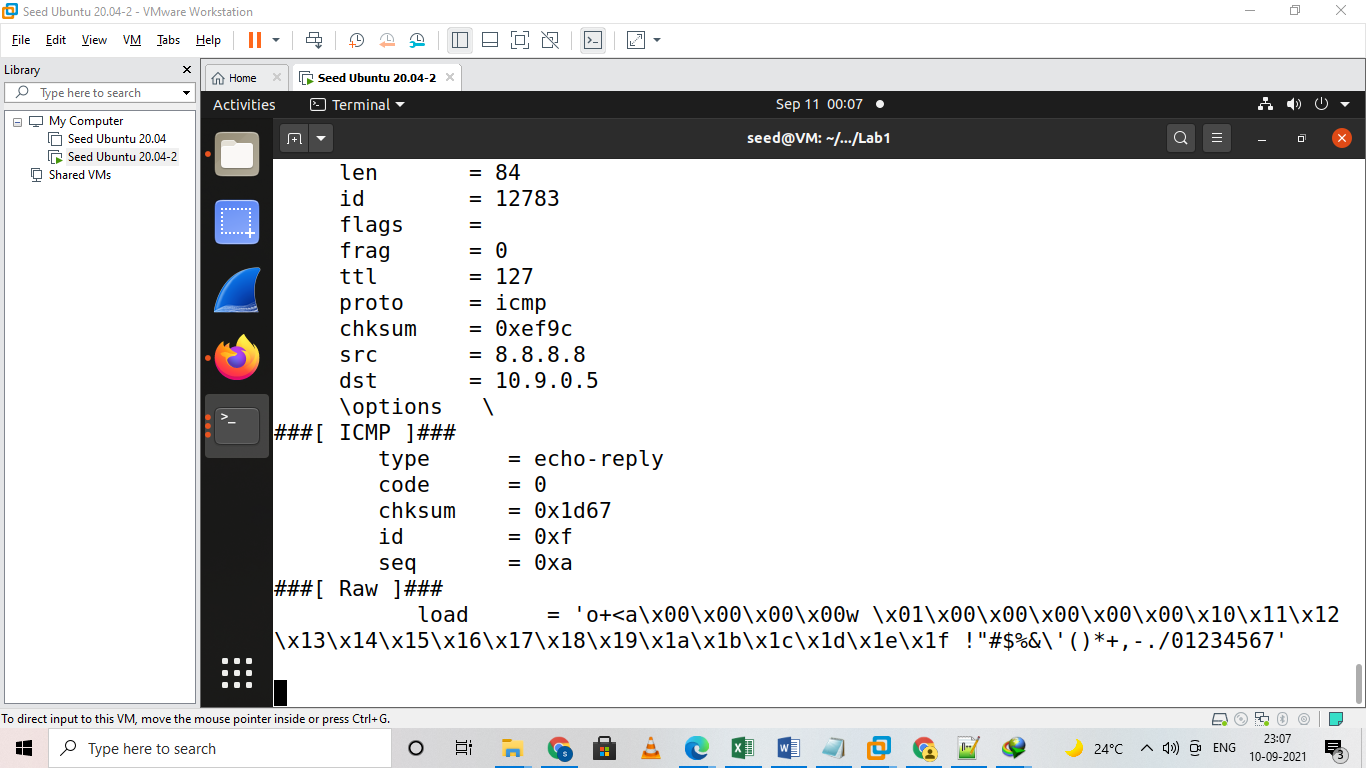 Seed Ubuntu 20.04-2 - VMware Workstation
File Edit View VM Tabs Help
Library
Type here to search
My Computer
Seed Ubuntu 20.04
Seed Ubuntu 20.04-2
Shared VMs
Home Seed Ubuntu 20.04-2
Activities Terminal Sep 11 00:07
seed@VM: ~/.../Lab1
len = 84
id = 12783
flags =
frag = 0
ttl = 127
proto = icmp
chksum = 0xef9c
src = 8.8.8.8
dst = 10.9.0.5
\options \
###[ ICMP ]###
type = echo-reply
code = 0
chksum = 0x1d67
id = 0xf
seq = 0xa
###[ Raw ]###
load = 'o+<a\x00\x00\x00\x00w \x01\x00\x00\x00\x00\x00\x10\x11\x12
\x13\x14\x15\x16\x17\x18\x19\x1a\x1b\x1c\x1d\x1e\x1f !"#$%&\'()*+,-./01234567'
To direct input to this VM, move the mouse pointer inside or press Ctrl+G.
Type here to search
24°C
ENG
23:07
10-09-2021
3